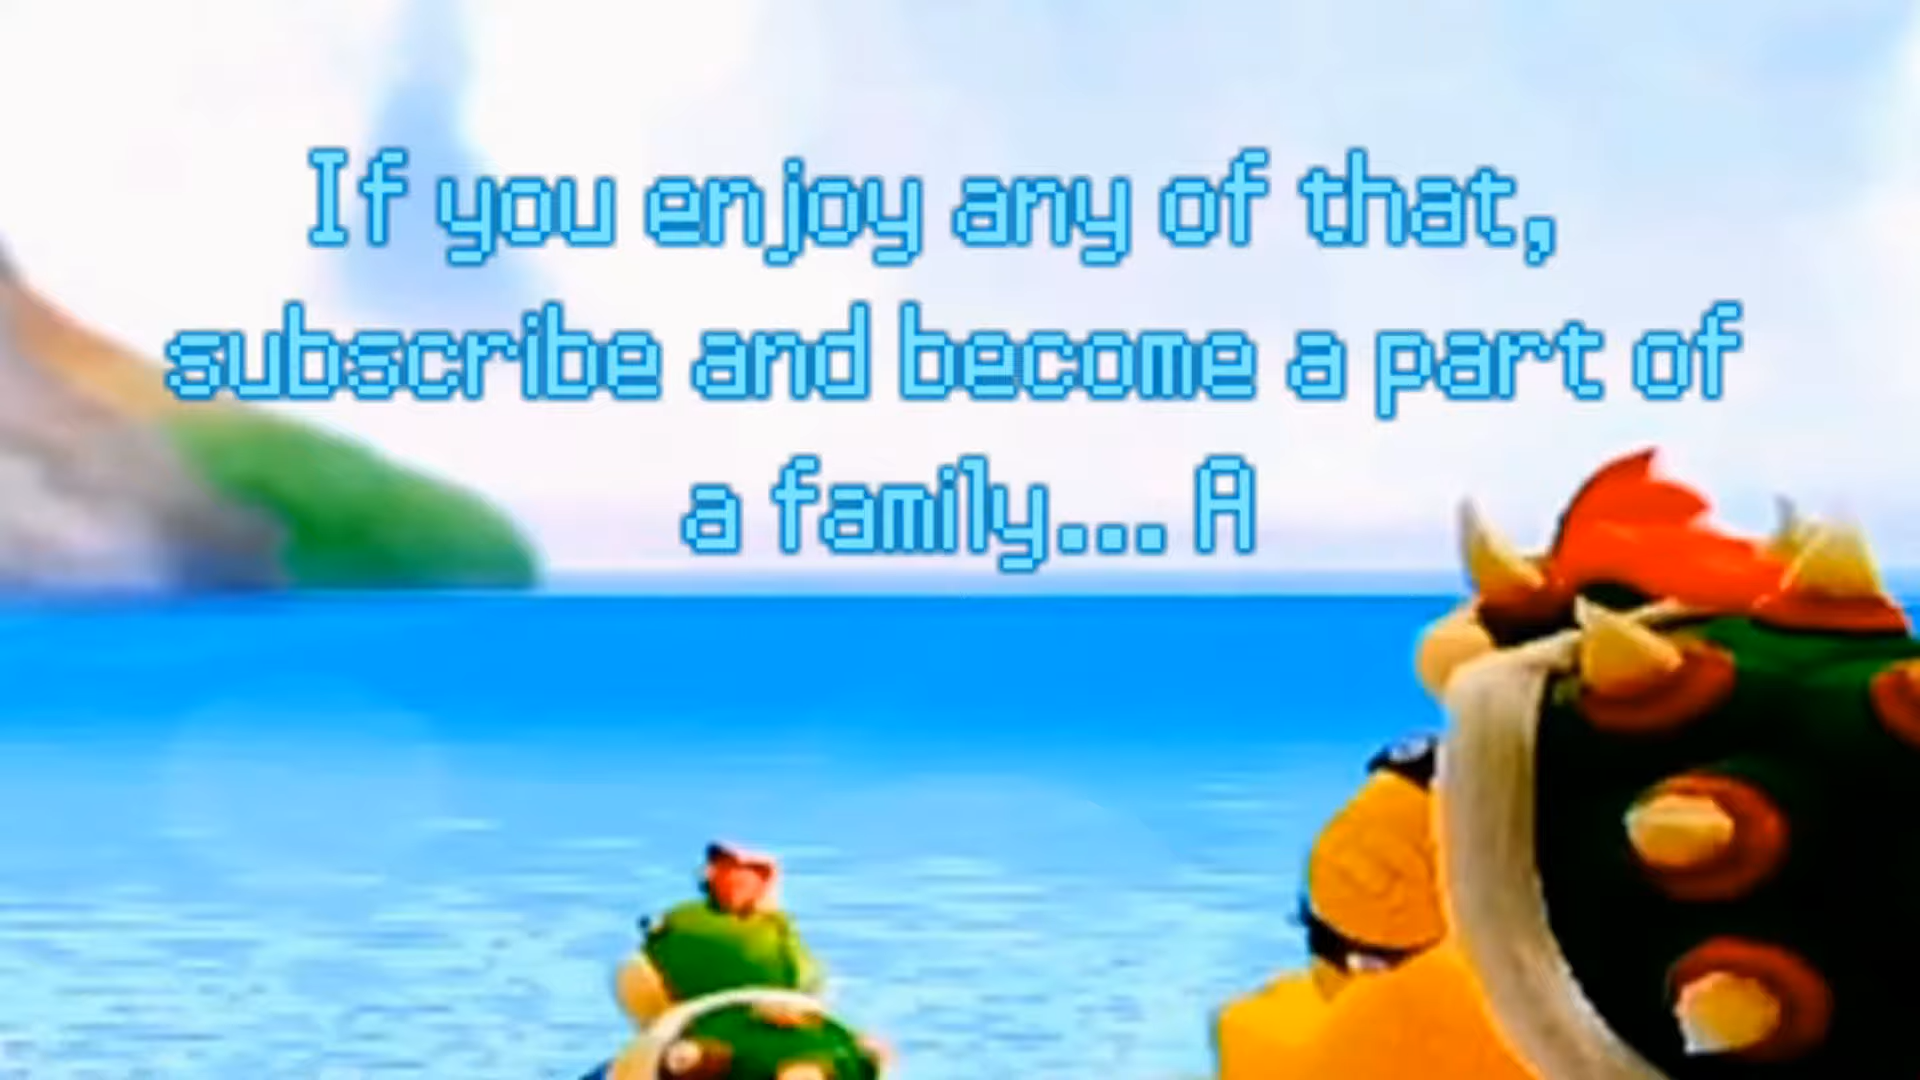 If you enjoy any of that,
subscribe and become a part of
a family... A